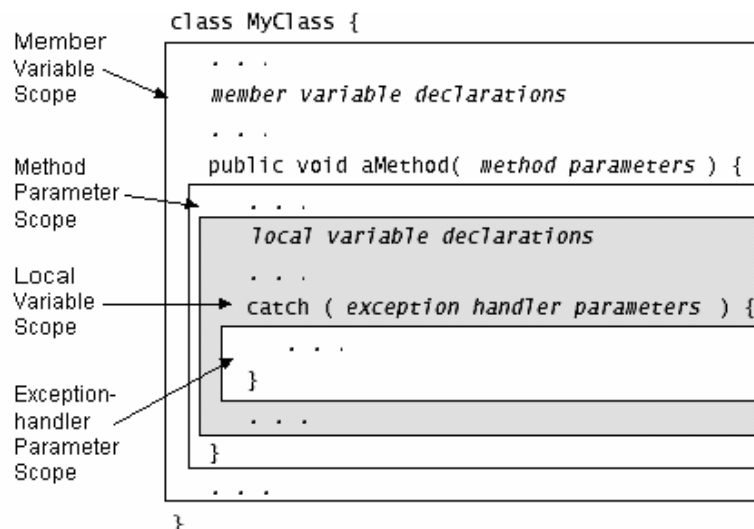 class MyClass {
Member
Variable
Scope
. . .
member variable declarations
. . .
public void aMethod( method parameters ) {
Method
Parameter
Scope
. . .
local variable declarations
. . .
Local
Variable
Scope
catch ( exception handler parameters ) {
. . .
}
Exception-
handler
Parameter
Scope
. . .
}
. . .
}